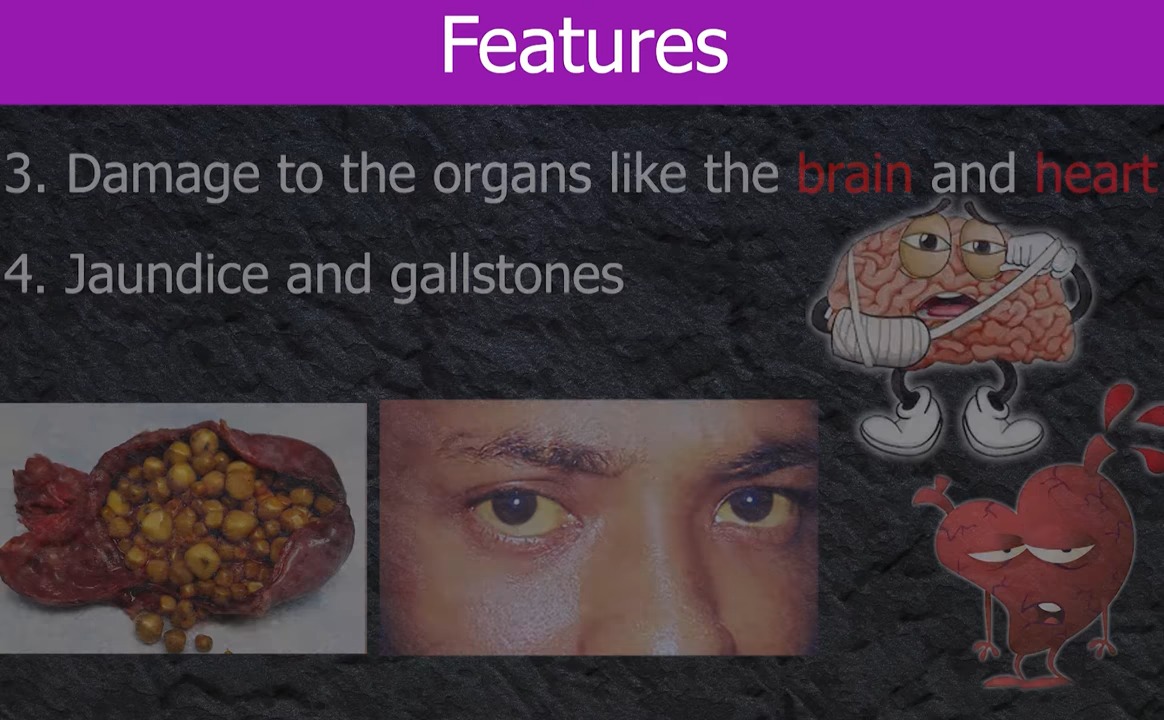 Features
3. Damage to the organs like the brain and heart
4. Jaundice and gallstones